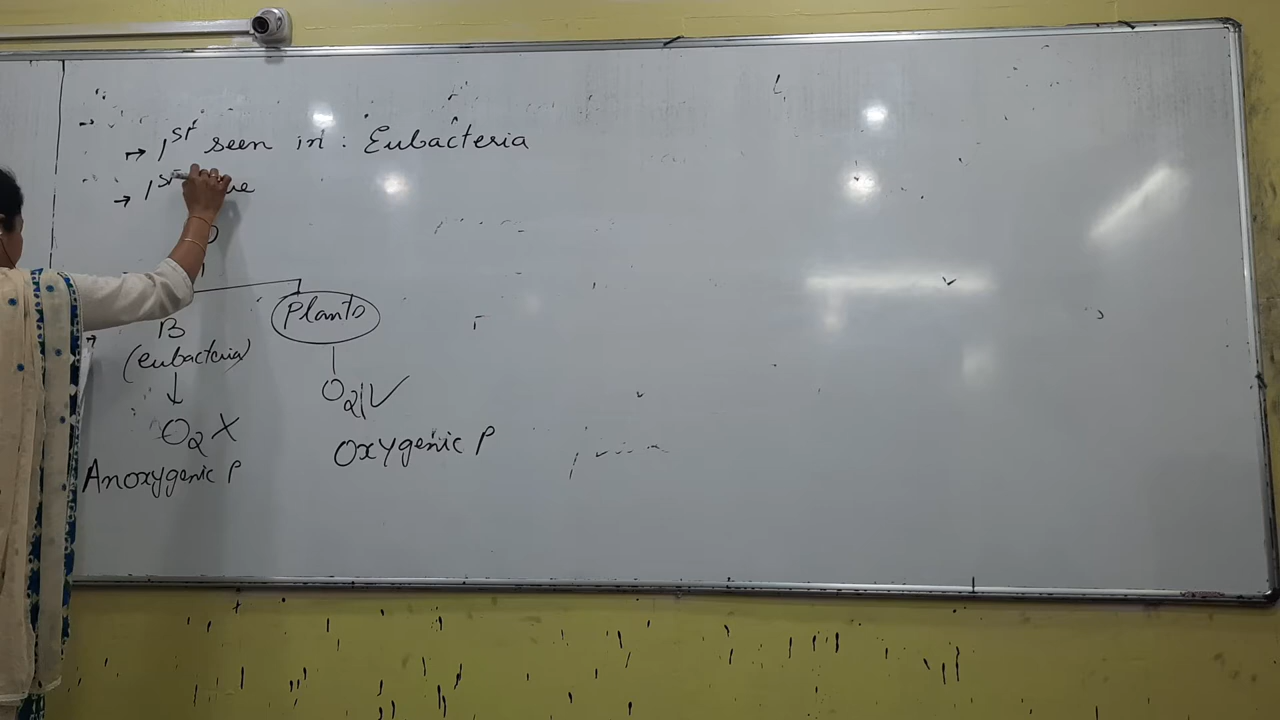 → 1st seen in : Eubacteria
→ 1st
Plants
B
(eubacteria)
O2 X
O2 ✓
Oxygenic P
Anoxygenic P